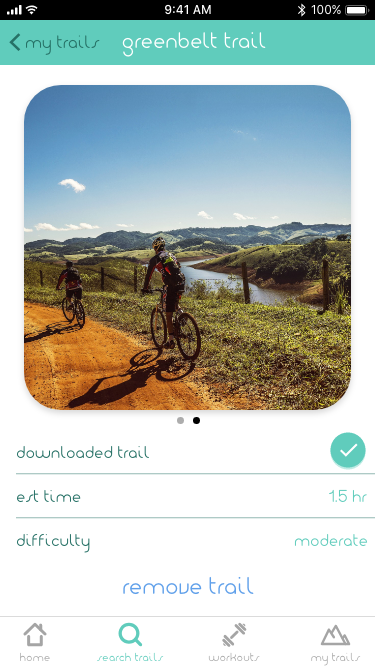 9:41 AM
100%
my trails
greenbelt trail
downloaded trail
est time
1.5 hr
difficulty
moderate
remove trail
home
search trails
workouts
my trails